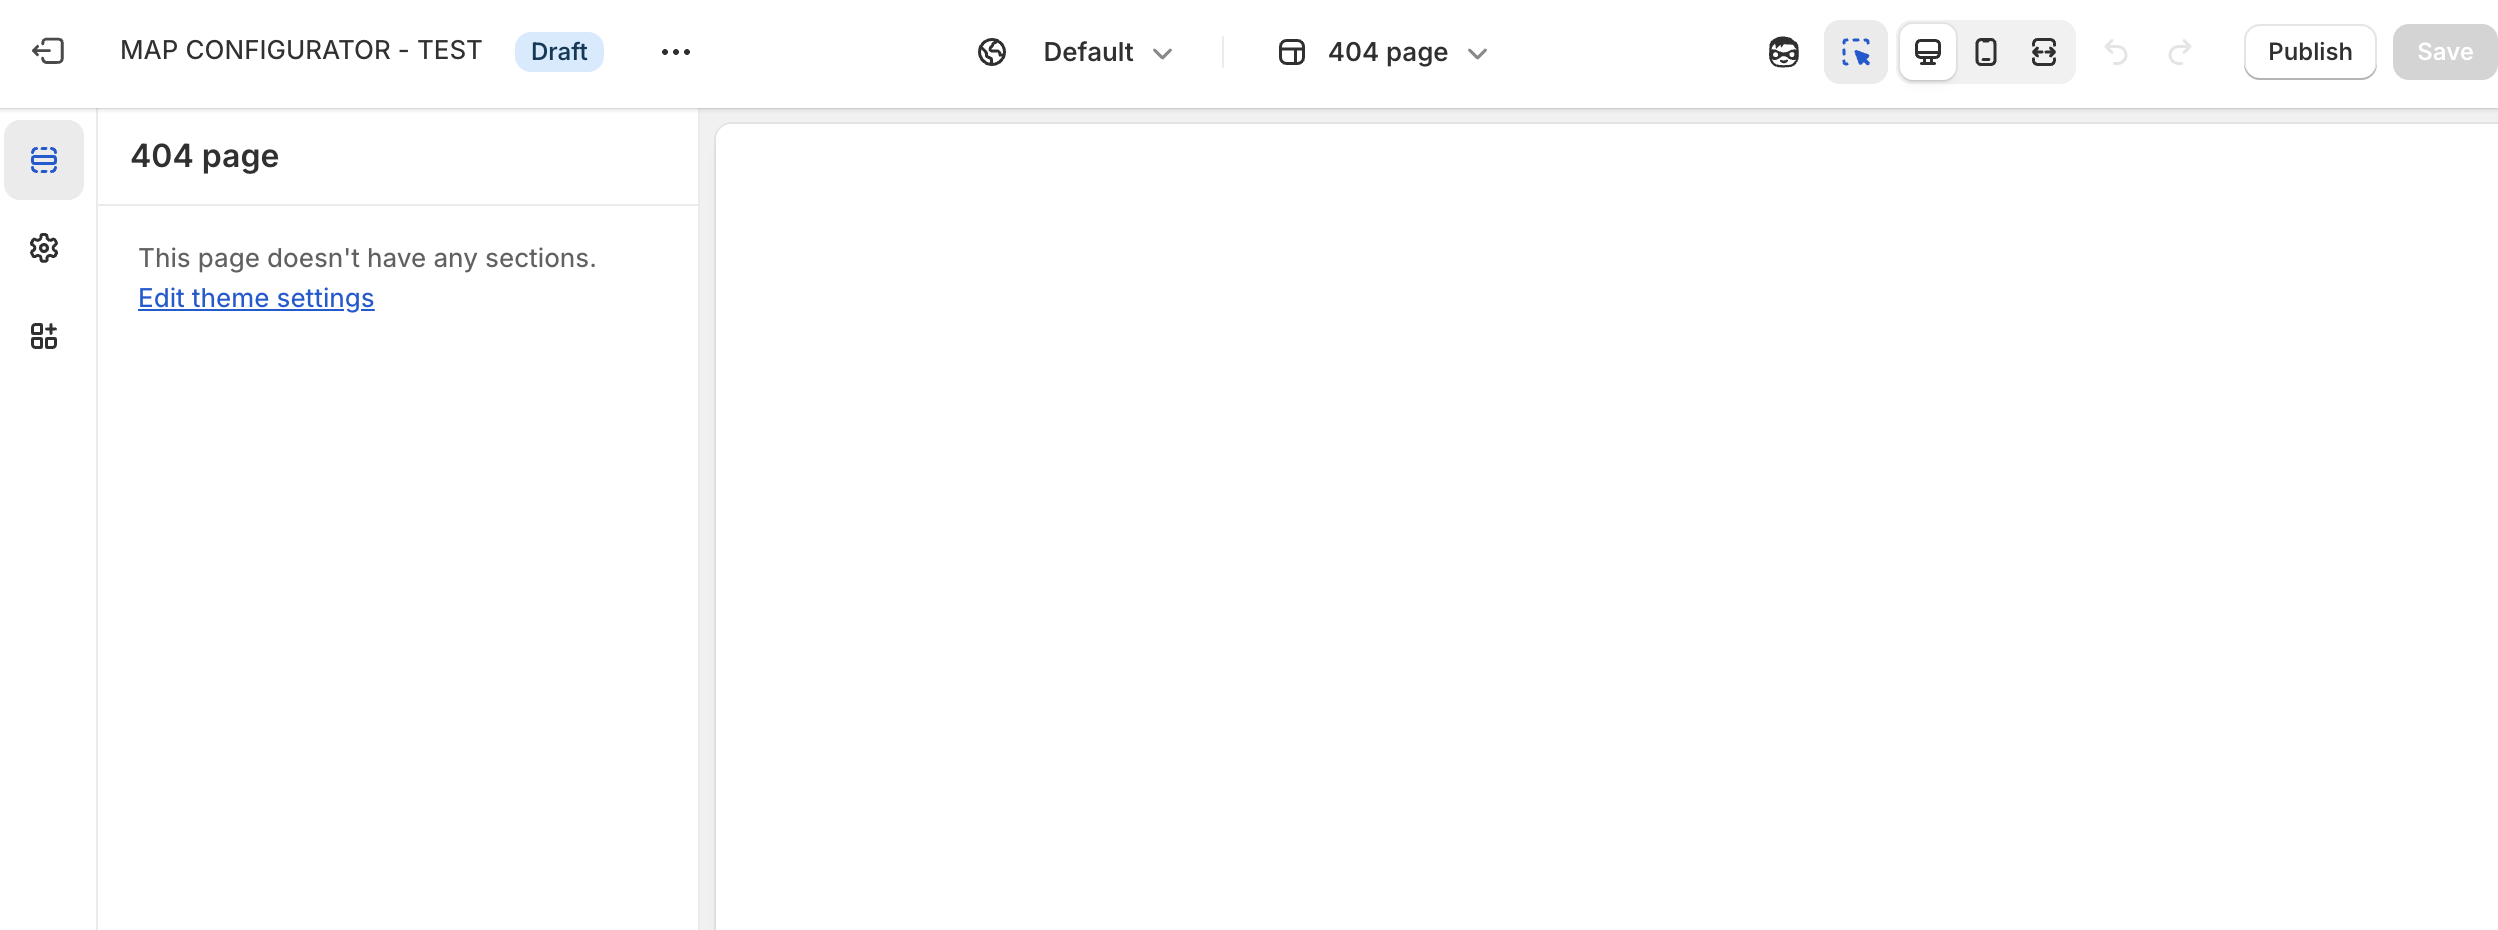 MAP CONFIGURATOR - TEST Draft Default 404 page Publish Save
404 page
This page doesn't have any sections.
Edit theme settings